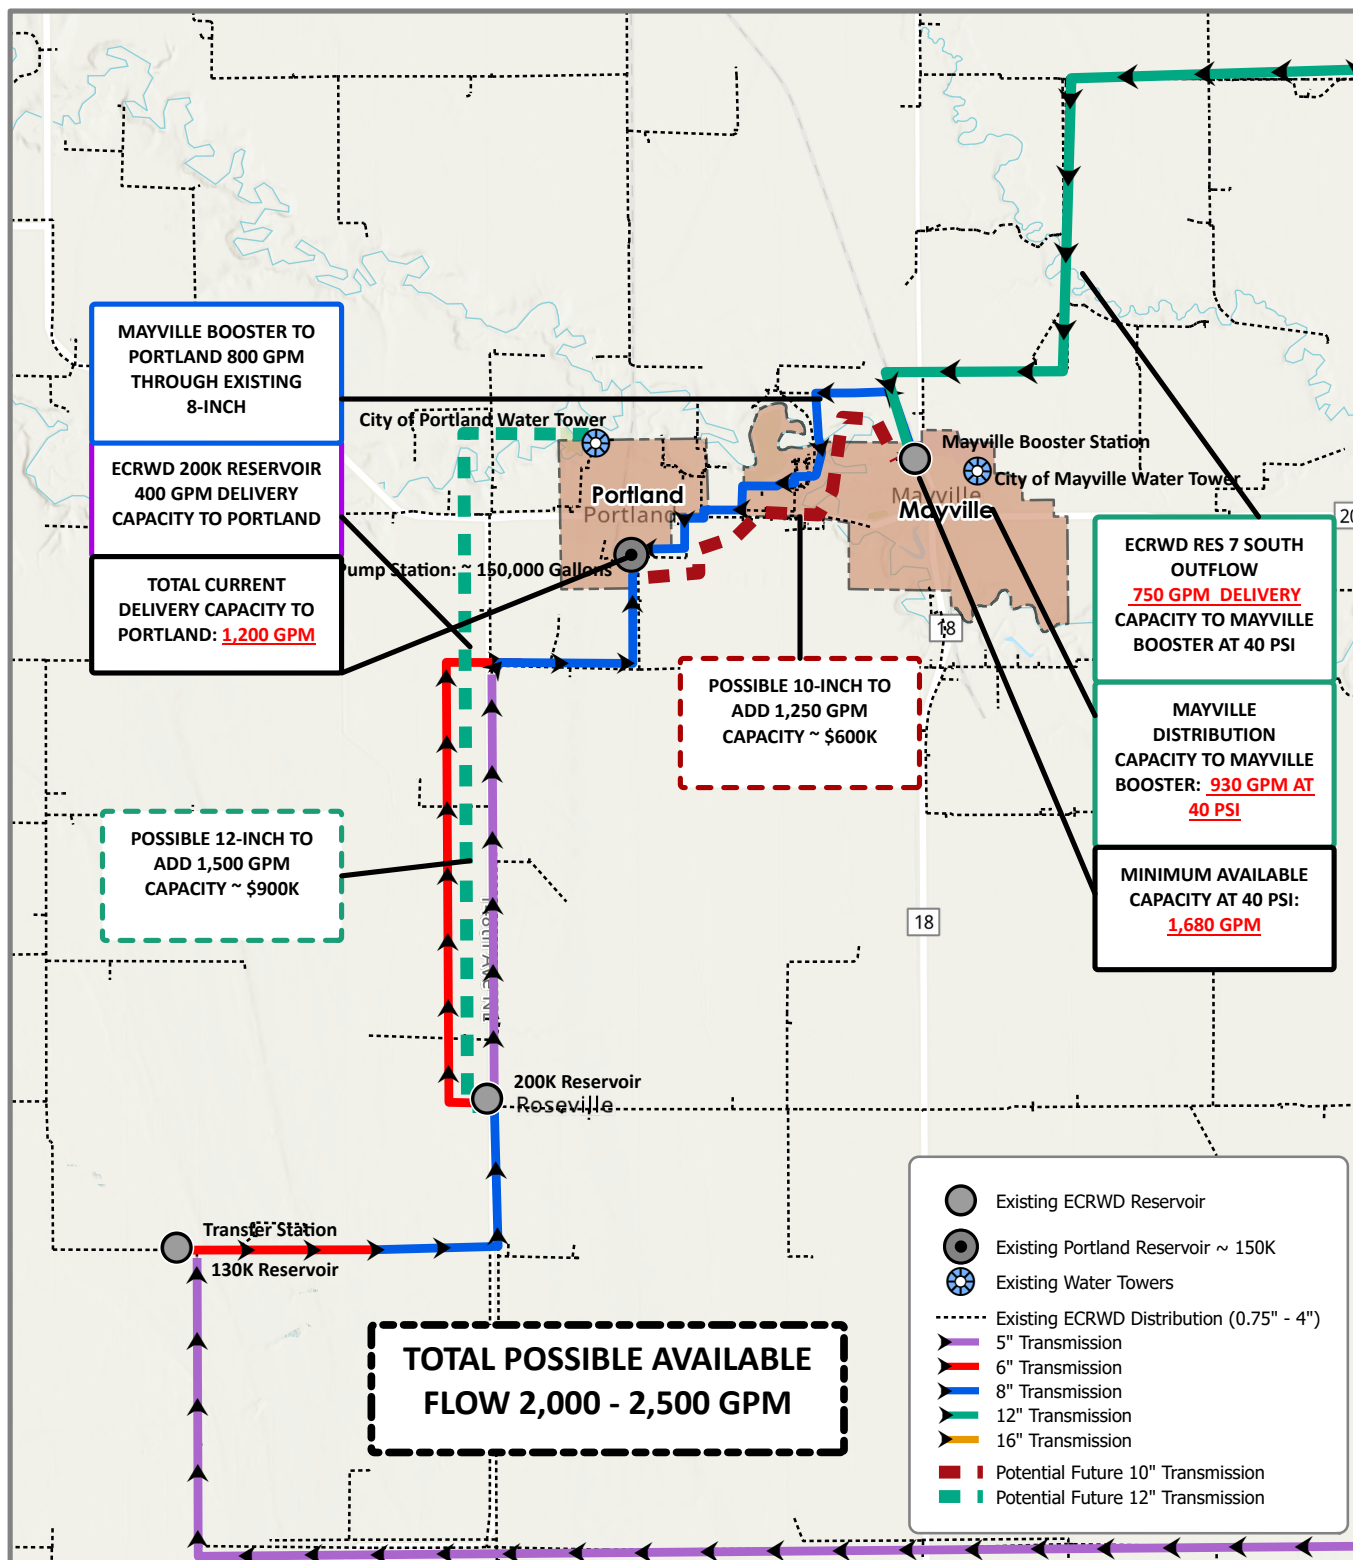 MAYVILLE BOOSTER TO
PORTLAND 800 GPM
THROUGH EXISTING
8-INCH
ECRWD 200K RESERVOIR
400 GPM DELIVERY
CAPACITY TO PORTLAND
TOTAL CURRENT
DELIVERY CAPACITY TO
PORTLAND: 1,200 GPM
City of Portland Water Tower
Portland
Portland
Pump Station: ~ 150,000 Gallons
Mayville Booster Station
City of Mayville Water Tower
Mayville
Mayville
20
18
ECRWD RES 7 SOUTH
OUTFLOW
750 GPM DELIVERY
CAPACITY TO MAYVILLE
BOOSTER AT 40 PSI
MAYVILLE
DISTRIBUTION
CAPACITY TO MAYVILLE
BOOSTER: 930 GPM AT
40 PSI
MINIMUM AVAILABLE
CAPACITY AT 40 PSI:
1,680 GPM
POSSIBLE 10-INCH TO
ADD 1,250 GPM
CAPACITY ~ $600K
POSSIBLE 12-INCH TO
ADD 1,500 GPM
CAPACITY ~ $900K
18
200K Reservoir
Roseville
Transfer Station
130K Reservoir
TOTAL POSSIBLE AVAILABLE
FLOW 2,000 - 2,500 GPM
Existing ECRWD Reservoir
Existing Portland Reservoir ~ 150K
Existing Water Towers
Existing ECRWD Distribution (0.75" - 4")
5" Transmission
6" Transmission
8" Transmission
12" Transmission
16" Transmission
Potential Future 10" Transmission
Potential Future 12" Transmission